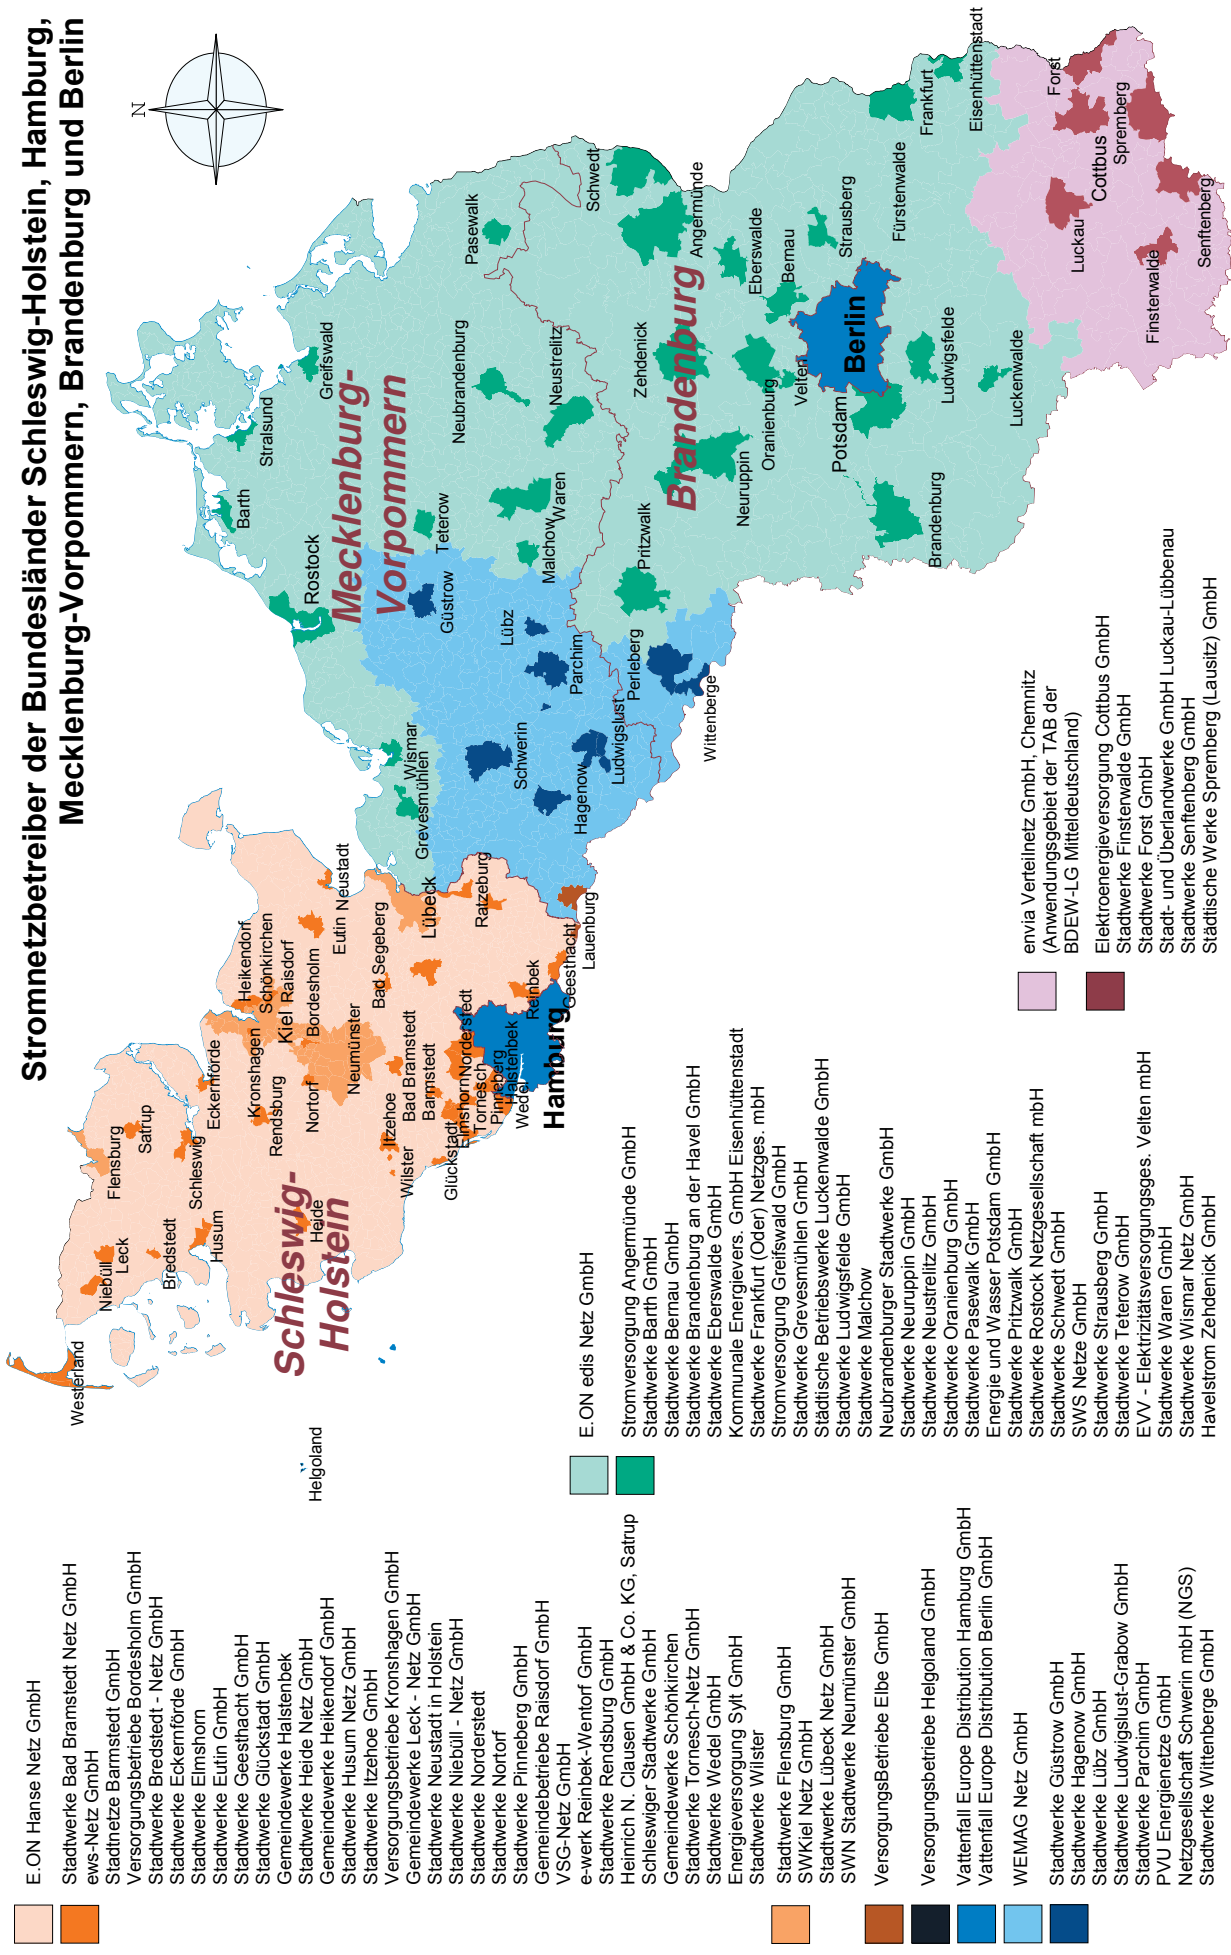 Stromnetzbetreiber der Bundesländer Schleswig-Holstein, Hamburg,
Mecklenburg-Vorpommern, Brandenburg und Berlin
N
Westerland
Niebüll
Leck
Bredstedt
Husum
Flensburg
Satrup
Schleswig
Eckernförde
Kronshagen
Rendsburg
Nortorf
Heikendorf
Schönkirchen
Raisdorf
Kiel
Bordesholm
Neumünster
Eutin
Neustadt
Bad Segeberg
Lübeck
Ratzeburg
Heide
Itzehoe
Wilster
Bad Bramstedt
Barmstedt
Glückstadt
Elmshorn
Norderstedt
Tornesch
Pinneberg
Halstenbek
Wedel
Reinbek
Geesthacht
Lauenburg
Hamburg
Helgoland
Schleswig-
Holstein
Mecklenburg-
Vorpommern
Brandenburg
Barth
Stralsund
Greifswald
Rostock
Wismar
Grevesmühlen
Teterow
Güstrow
Neubrandenburg
Pasewalk
Neustrelitz
Waren
Malchow
Lübz
Parchim
Schwerin
Hagenow
Ludwigslust
Perleberg
Wittenberge
Pritzwalk
Schwedt
Angermünde
Zehdenick
Eberswalde
Bernau
Oranienburg
Velten
Neuruppin
Strausberg
Berlin
Potsdam
Brandenburg
Fürstenwalde
Frankfurt
Eisenhüttenstadt
Ludwigsfelde
Luckenwalde
Luckau
Cottbus
Forst
Spremberg
Finsterwalde
Senftenberg
E.ON Hanse Netz GmbH
Stadtwerke Bad Bramstedt Netz GmbH
ews-Netz GmbH
Stadtnetze Barmstedt GmbH
Versorgungsbetriebe Bordesholm GmbH
Stadtwerke Bredstedt - Netz GmbH
Stadtwerke Eckernförde GmbH
Stadtwerke Elmshorn
Stadtwerke Eutin GmbH
Stadtwerke Geesthacht GmbH
Stadtwerke Glückstadt GmbH
Gemeindewerke Halstenbek
Stadtwerke Heide Netz GmbH
Gemeindewerke Heikendorf GmbH
Stadtwerke Husum Netz GmbH
Stadtwerke Itzehoe GmbH
Versorgungsbetriebe Kronshagen GmbH
Gemeindewerke Leck - Netz GmbH
Stadtwerke Neustadt in Holstein
Stadtwerke Niebüll - Netz GmbH
Stadtwerke Norderstedt
Stadtwerke Nortorf
Stadtwerke Pinneberg GmbH
Gemeindebetriebe Raisdorf GmbH
VSG-Netz GmbH
e-werk Reinbek-Wentorf GmbH
Stadtwerke Rendsburg GmbH
Heinrich N. Clausen GmbH & Co. KG, Satrup
Schleswiger Stadtwerke GmbH
Gemeindewerke Schönkirchen
Stadtwerke Tornesch-Netz GmbH
Stadtwerke Wedel GmbH
Energieversorgung Sylt GmbH
Stadtwerke Wilster
Stadtwerke Flensburg GmbH
SWKiel Netz GmbH
Stadtwerke Lübeck Netz GmbH
SWN Stadtwerke Neumünster GmbH
VersorgungsBetriebe Elbe GmbH
Versorgungsbetriebe Helgoland GmbH
Vattenfall Europe Distribution Hamburg GmbH
Vattenfall Europe Distribution Berlin GmbH
WEMAG Netz GmbH
Stadtwerke Güstrow GmbH
Stadtwerke Hagenow GmbH
Stadtwerke Lübz GmbH
Stadtwerke Ludwigslust-Grabow GmbH
Stadtwerke Parchim GmbH
PVU Energienetze GmbH
Netzgesellschaft Schwerin mbH (NGS)
Stadtwerke Wittenberge GmbH
E.ON edis Netz GmbH
Stromversorgung Angermünde GmbH
Stadtwerke Barth GmbH
Stadtwerke Bernau GmbH
Stadtwerke Brandenburg an der Havel GmbH
Stadtwerke Eberswalde GmbH
Kommunale Energievers. GmbH Eisenhüttenstadt
Stadtwerke Frankfurt (Oder) Netzges. mbH
Stromversorgung Greifswald GmbH
Stadtwerke Grevesmühlen GmbH
Städtische Betriebswerke Luckenwalde GmbH
Stadtwerke Ludwigsfelde GmbH
Stadtwerke Malchow
Neubrandenburger Stadtwerke GmbH
Stadtwerke Neuruppin GmbH
Stadtwerke Neustrelitz GmbH
Stadtwerke Oranienburg GmbH
Stadtwerke Pasewalk GmbH
Energie und Wasser Potsdam GmbH
Stadtwerke Pritzwalk GmbH
Stadtwerke Rostock Netzgesellschaft mbH
Stadtwerke Schwedt GmbH
SWS Netze GmbH
Stadtwerke Strausberg GmbH
Stadtwerke Teterow GmbH
EVV - Elektrizitätsversorgungsges. Velten mbH
Stadtwerke Waren GmbH
Stadtwerke Wismar Netz GmbH
Havelstrom Zehdenick GmbH
envia Verteilnetz GmbH, Chemnitz
(Anwendungsgebiet der TAB der
BDEW-LG Mitteldeutschland)
Elektroenergieversorgung Cottbus GmbH
Stadtwerke Finsterwalde GmbH
Stadtwerke Forst GmbH
Stadt- und Überlandwerke GmbH Luckau-Lübbenau
Stadtwerke Senftenberg GmbH
Städtische Werke Spremberg (Lausitz) GmbH